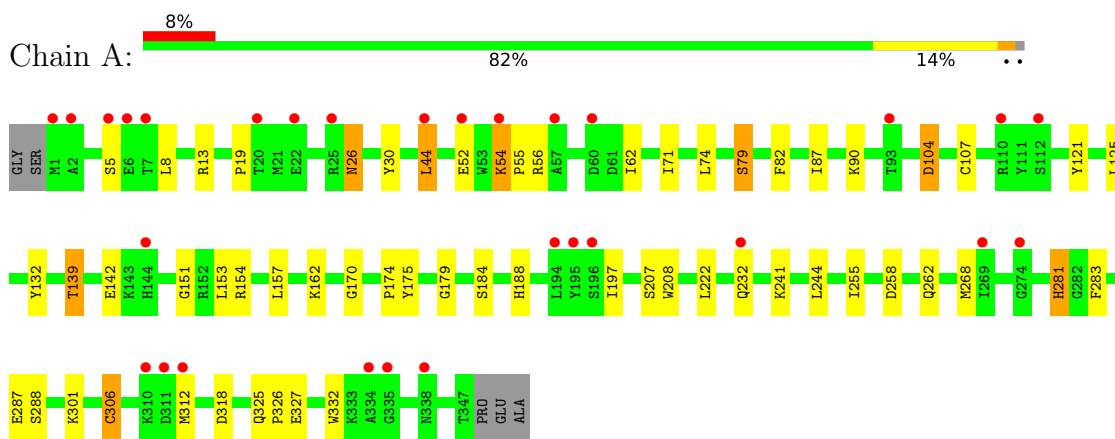 8%
Chain A:
82%
14%
• •
GLY SER M1 A2 S5 E6 T7 L8 R13 P19 T20 M21 E22 R25 N26 Y30 L44 E52 W53 K54 P55 R56 A57 D60 D61 I62 I71 L74 S79 F82 I87 K90 T93 D104 C107 R110 Y111 S112 Y121 L125
Y132 T139 E142 K143 H144 G151 R152 L153 R154 L157 K162 G170 P174 Y175 G179 S184 H188 L194 Y195 S196 I197 S207 W208 L222 Q232 K241 L244 I255 D258 Q262 M268 I269 G274 H281 G282 F283
E287 S288 K301 C306 K310 D311 M312 D318 Q325 P326 E327 W332 K333 A334 G335 N338 T347 PRO GLU ALA